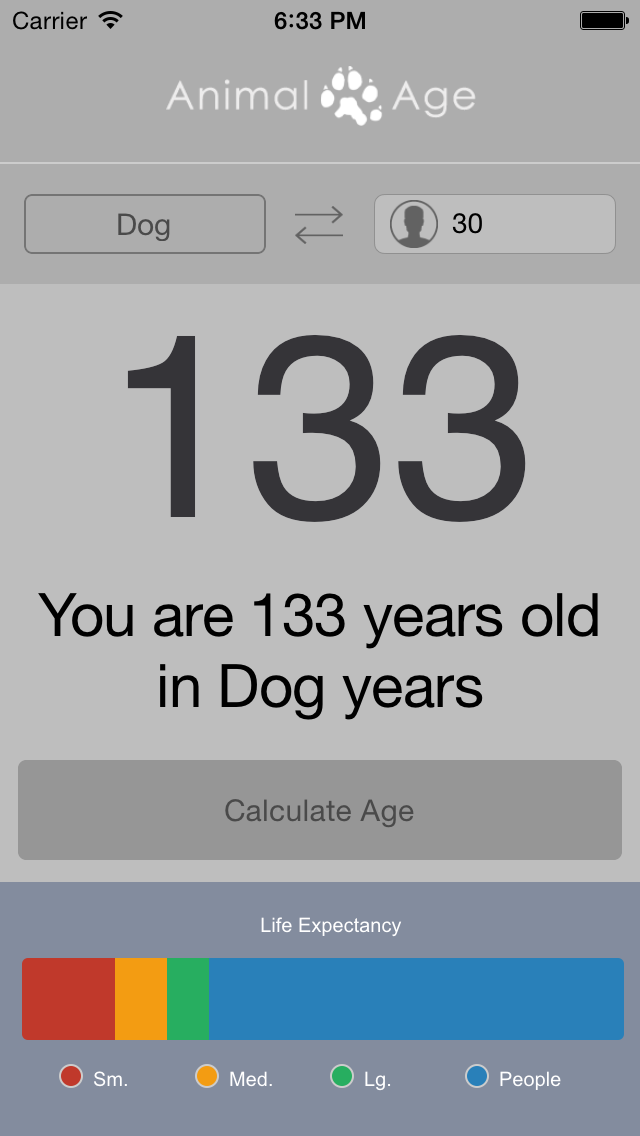 Carrier 6:33 PM
Animal Age
Dog 30
133
You are 133 years old
in Dog years
Calculate Age
Life Expectancy
Sm. Med. Lg. People